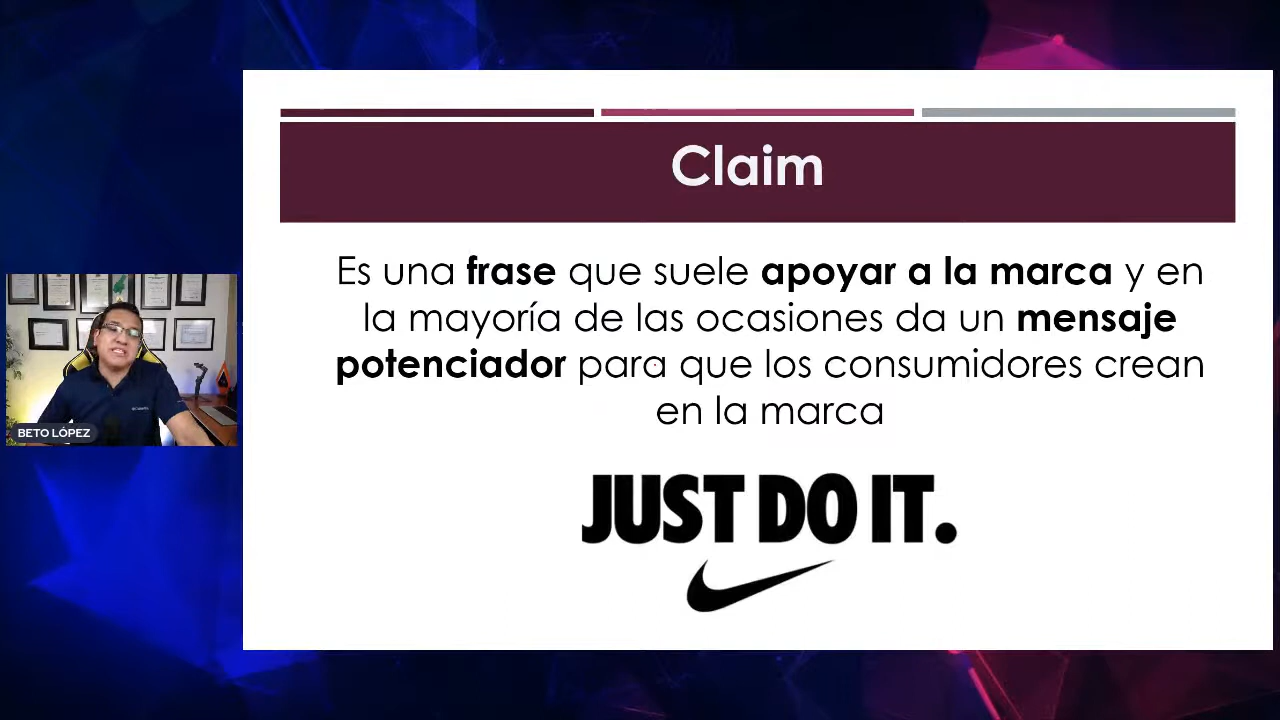 Claim
Es una frase que suele apoyar a la marca y en
la mayoría de las ocasiones da un mensaje
potenciador para que los consumidores crean
en la marca
JUST DO IT.
BETO LÓPEZ